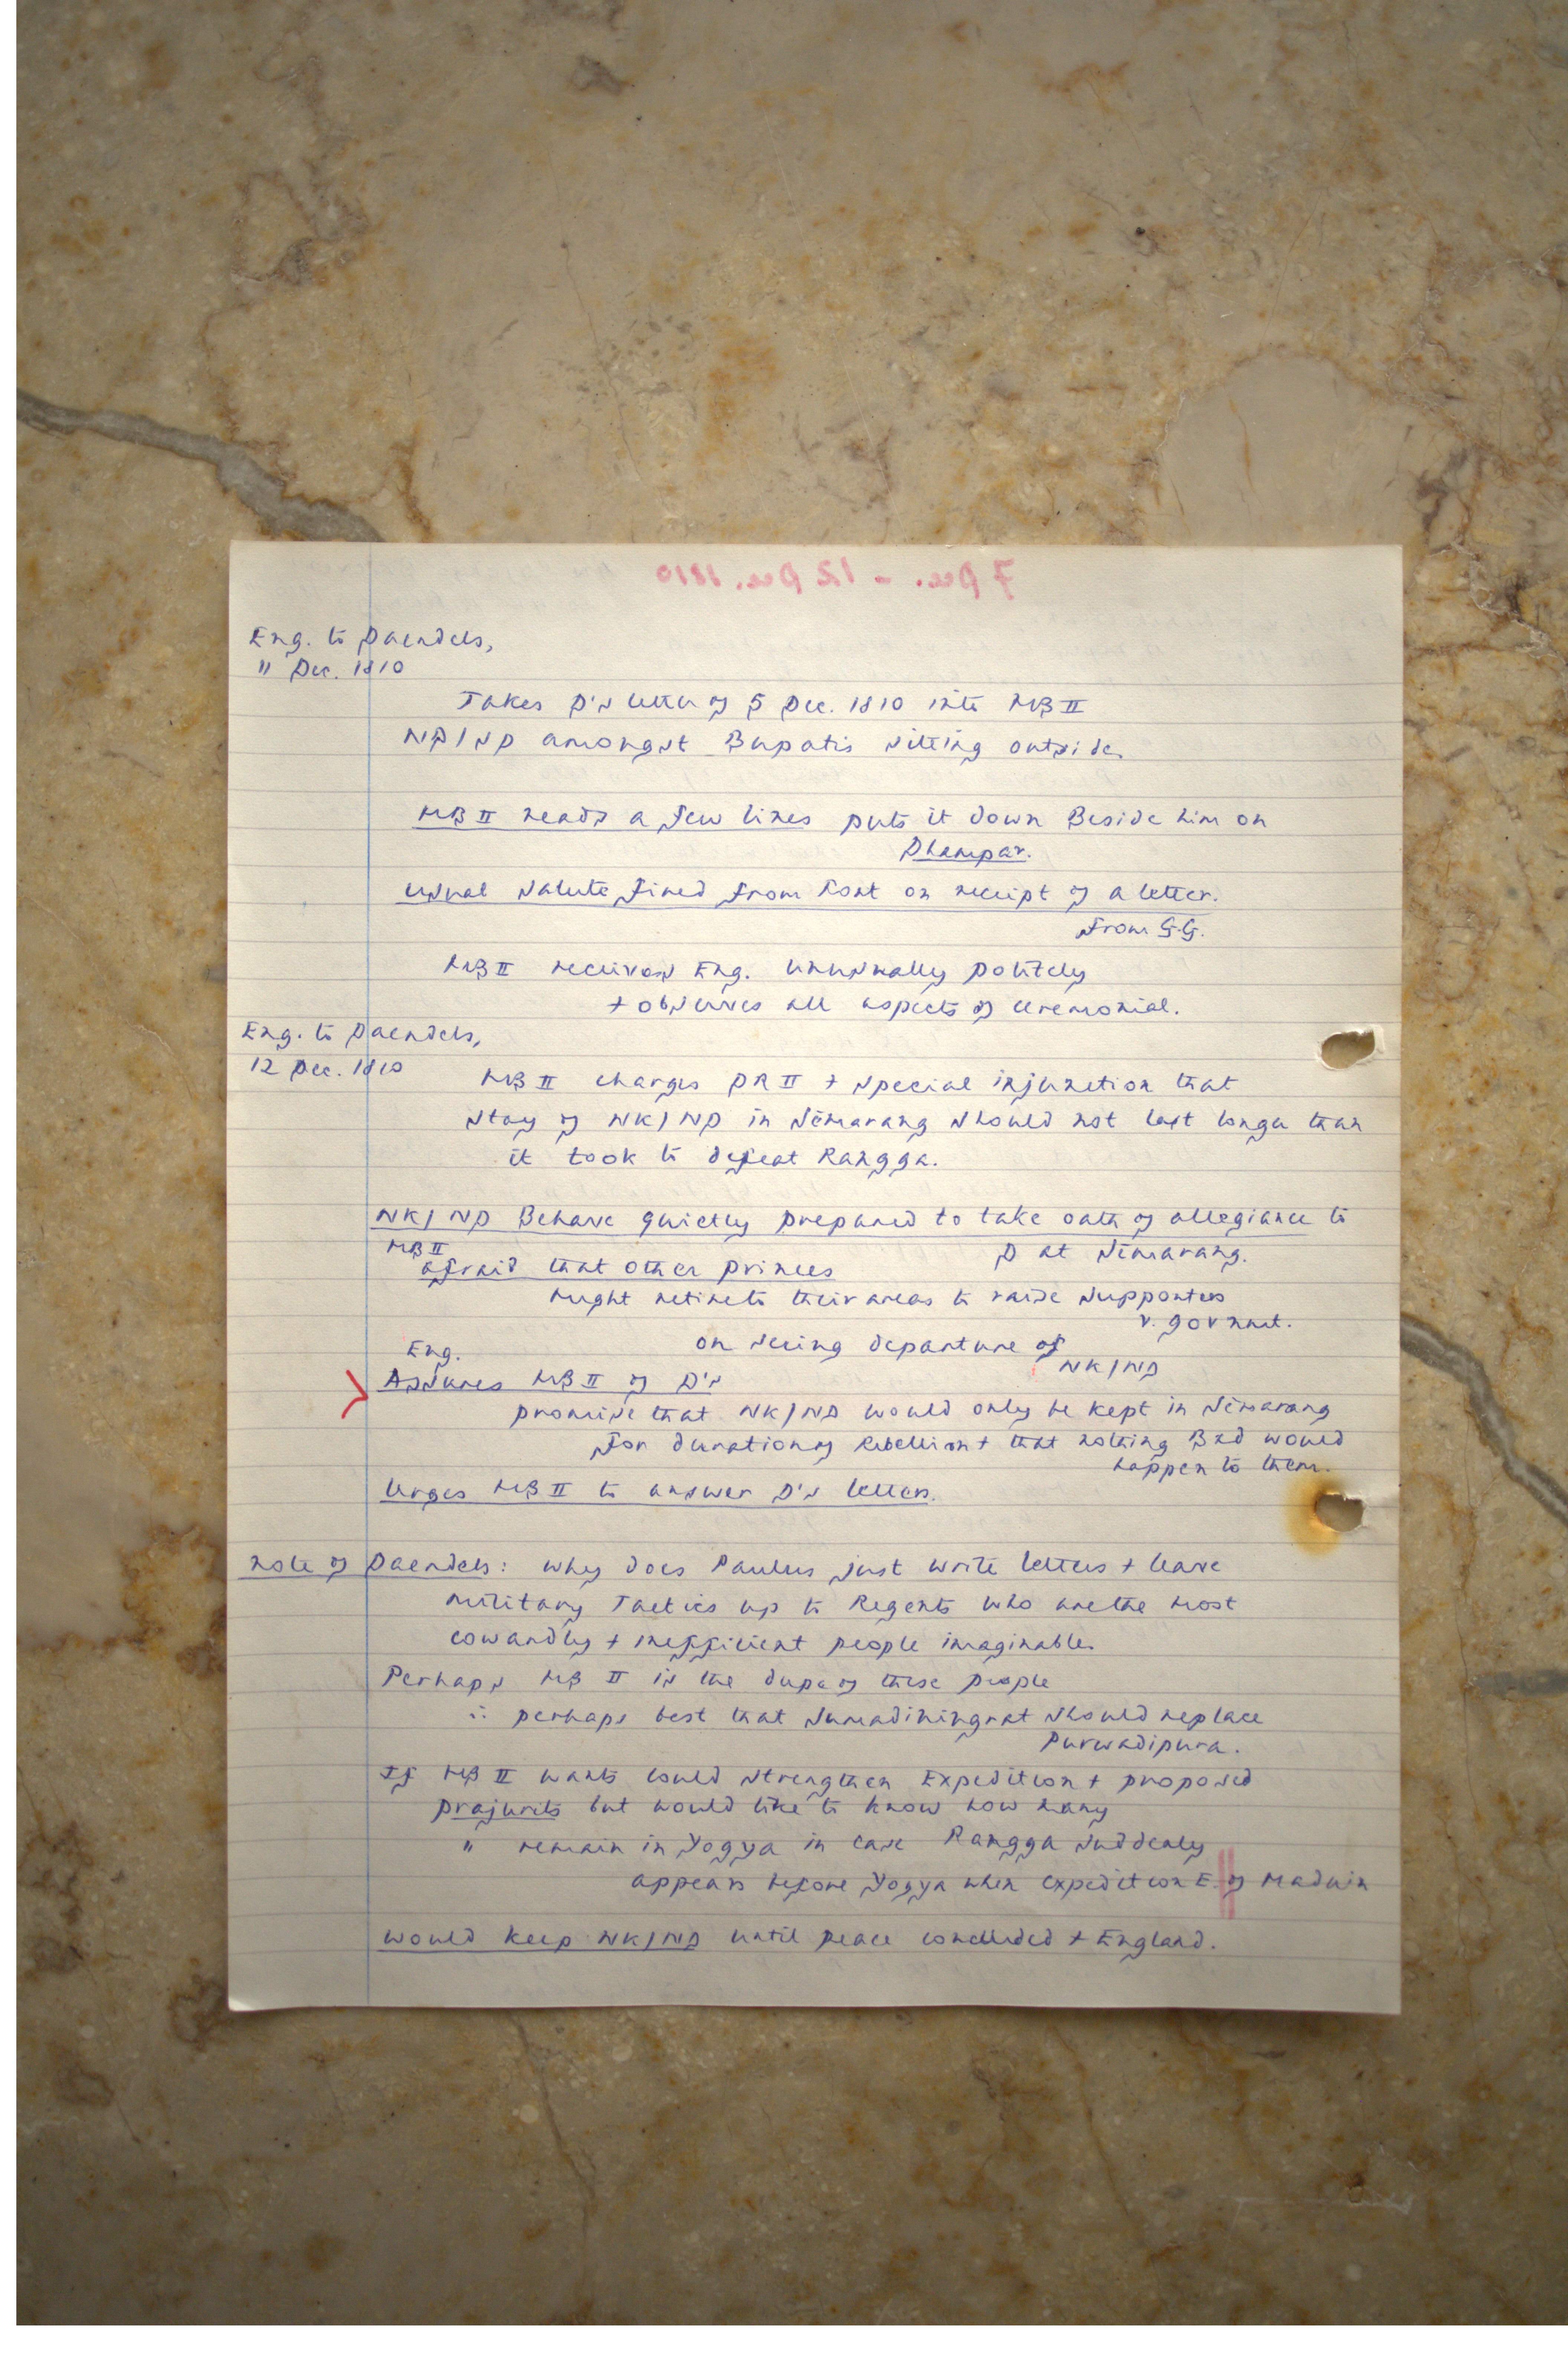 7 Dec. - 12 Dec. 1810
Eng. to Daendels,
" Dec. 1810
Takes D's letter of 5 Dec. 1810 into HB II
ND/ND amongst Bupatis sitting outside.
HB II reads a few lines puts it down Beside him on
Dhampar.
usual salute fired from Fort on receipt of a letter.
from G.G.
HB II receives Eng. unusually politely
+ observes all aspects of ceremonial.
Eng. to Daendels,
12 Dec. 1810
HB II charges DR II + special injunction that
stay of NK/ND in Sĕmarang should not last longer than
it took to defeat Rangga.
NK/ND Behave quietly prepared to take oath of allegiance to
D at Sĕmarang.
HB II
afraid that other princes
might retire to their areas to raise supporters
v. govnmt.
on seeing departure of
NK/ND
Eng.
Assures HB II of D's
promise that NK/ND would only be kept in Sĕmarang
for duration of Rebellion + that nothing Bad would
happen to them.
Urges HB II to answer D's letters.
Note of Daendels: why does Paulus just write letters + leave
military Tactics up to Regents who are the most
cowardly + inefficient people imaginable.
Perhaps HB II is the dupe of these people
∴ perhaps best that Sumadiningrat should replace
Purwadipura.
If HB II wants could strengthen Expedition + proposed
prajurits but would like to know how many
" remain in Yogya in case Rangga suddenly
appears before Yogya when expedition E. of Madiun
would keep NK/ND until peace concluded + England.